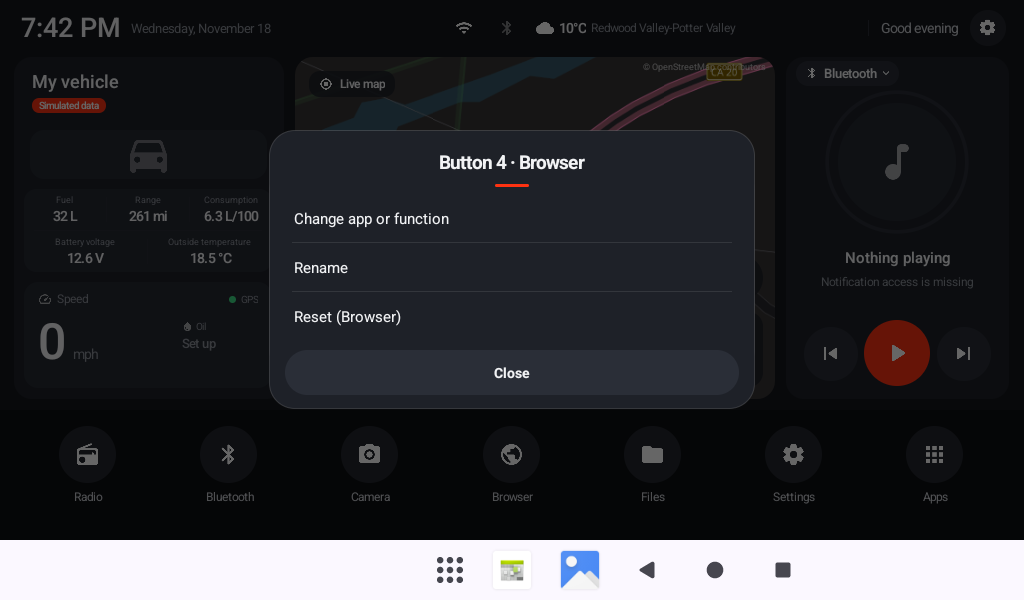 7:42 PM
Wednesday, November 18
10°C
Redwood Valley-Potter Valley
Good evening
My vehicle
Simulated data
Live map
© OpenStreetMap contributors
CA 20
Bluetooth
Fuel
Range
Consumption
32 L
261 mi
6.3 L/100
Battery voltage
Outside temperature
12.6 V
18.5 °C
Speed
GPS
0 mph
Oil
Set up
Button 4 · Browser
Change app or function
Rename
Reset (Browser)
Close
Nothing playing
Notification access is missing
Radio
Bluetooth
Camera
Browser
Files
Settings
Apps